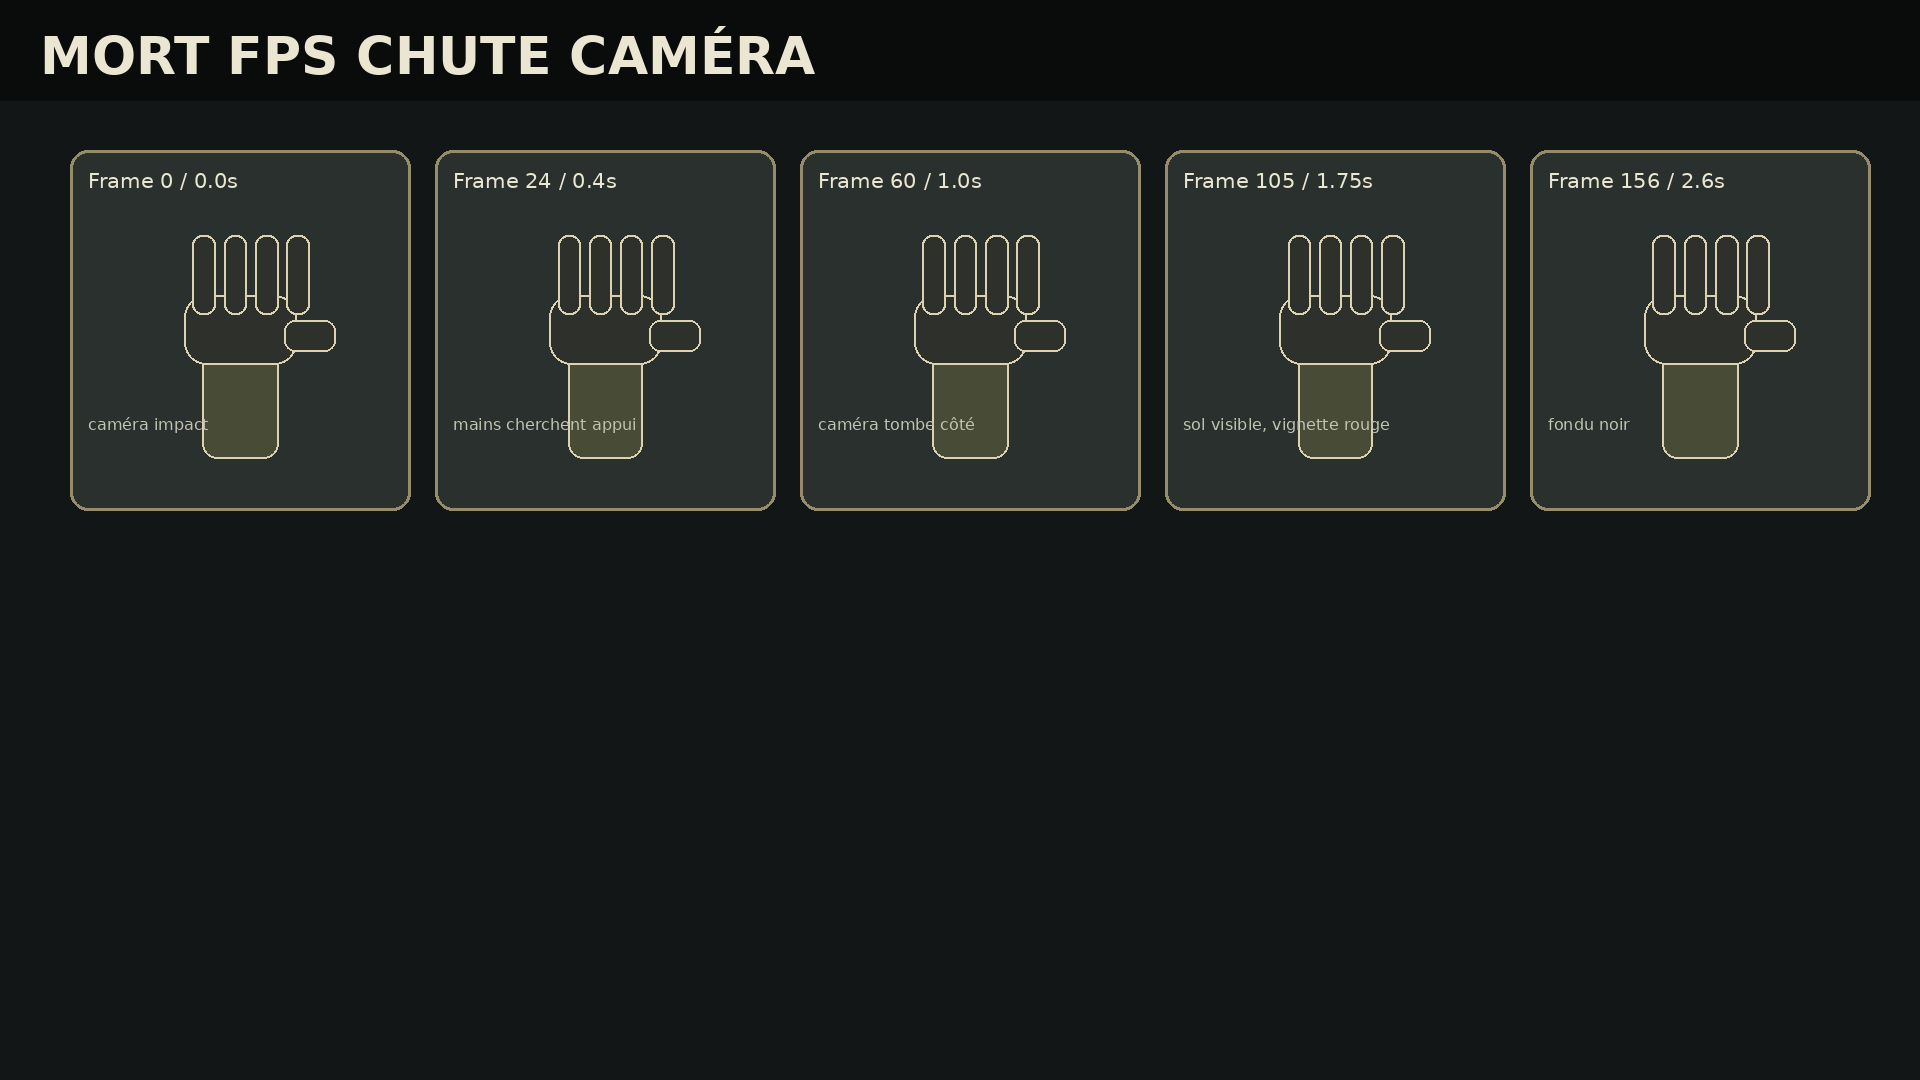 MORT FPS CHUTE CAMÉRA
Frame 0 / 0.0s
caméra impact
Frame 24 / 0.4s
mains cherchent appui
Frame 60 / 1.0s
caméra tombe côté
Frame 105 / 1.75s
sol visible, vignette rouge
Frame 156 / 2.6s
fondu noir